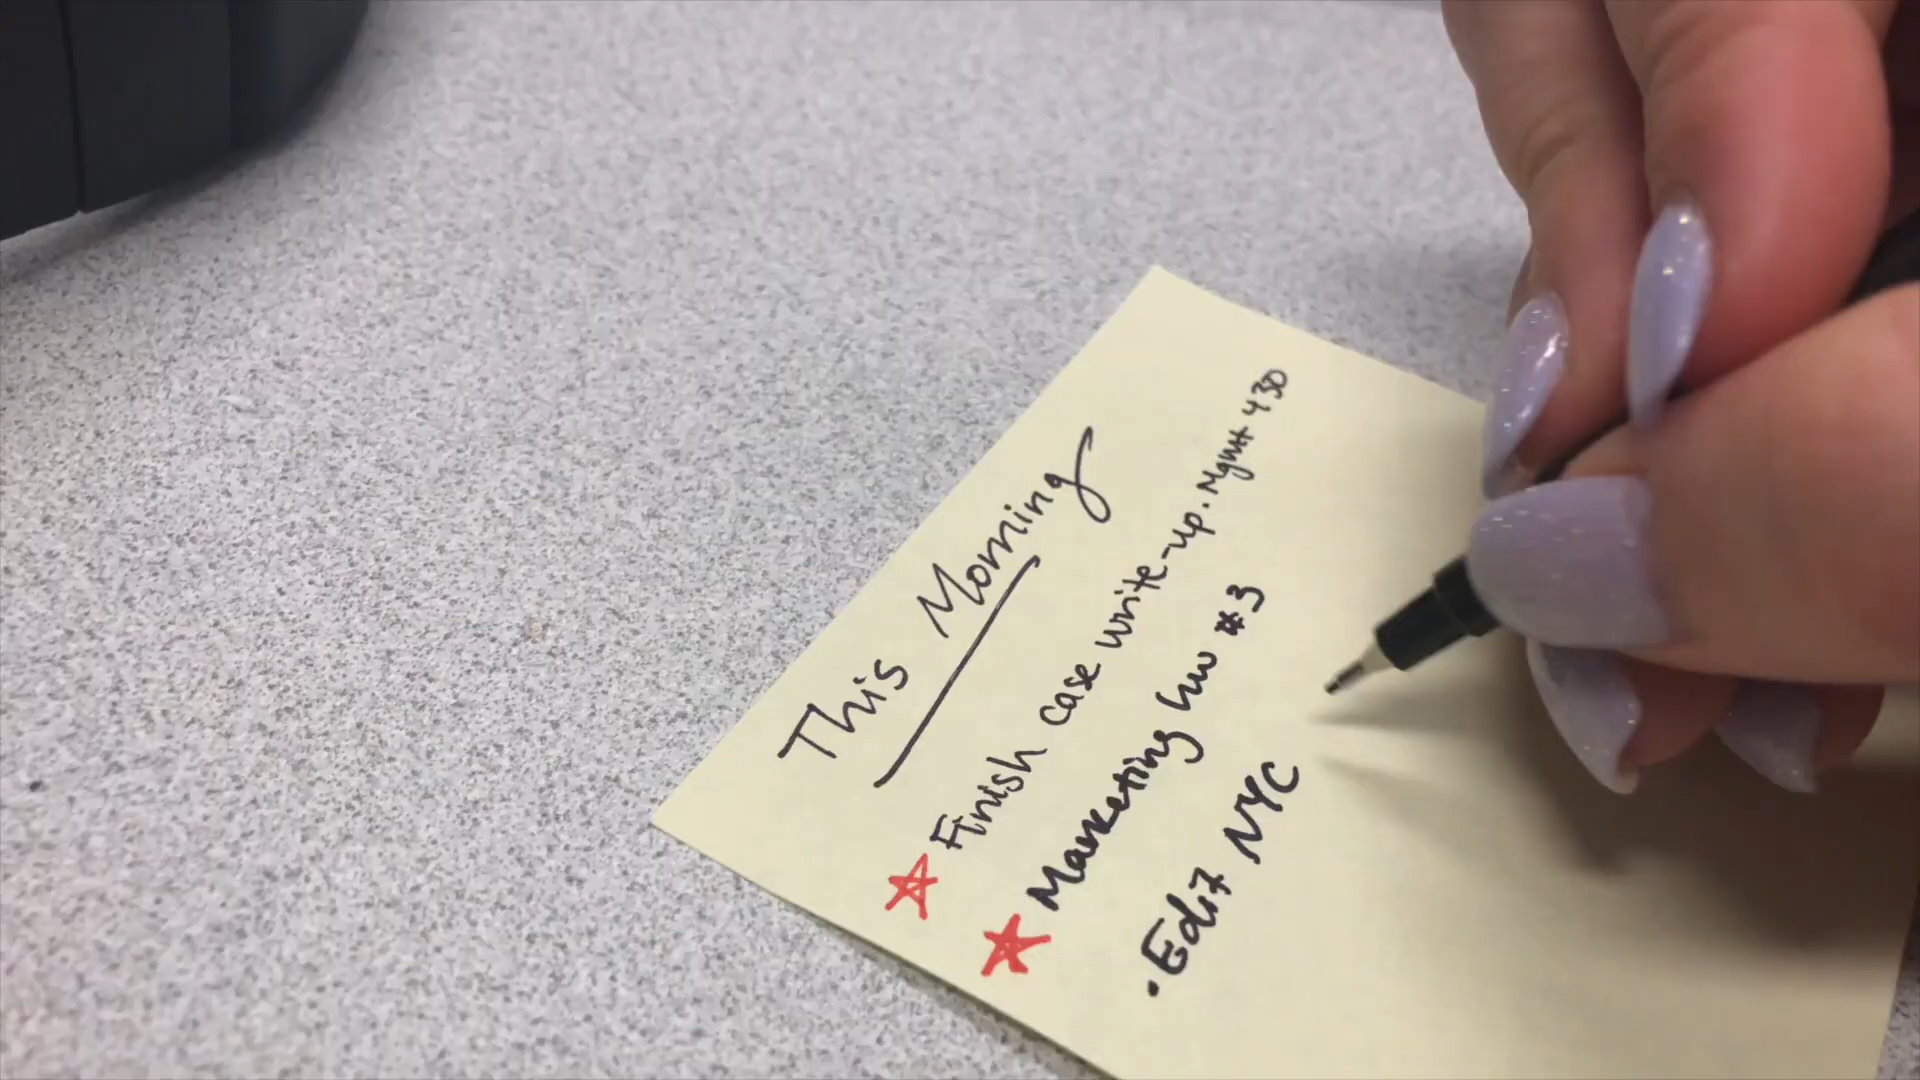 This Morning
Finish case write-up. Mgmt 430
Marketing hw #3
· Edit NYC